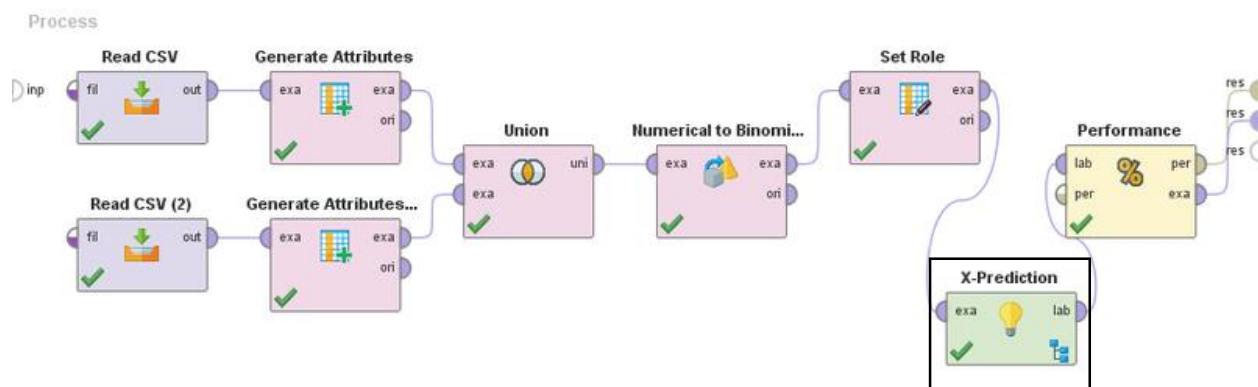 Process
Read CSV
fil
out
Generate Attributes
exa
exa
ori
Set Role
exa
exa
ori
inp
Union
exa
exa
uni
Numerical to Binomi...
exa
exa
ori
Performance
lab
per
%
per
exa
res
res
res
Read CSV (2)
fil
out
Generate Attributes...
exa
exa
ori
X-Prediction
exa
lab